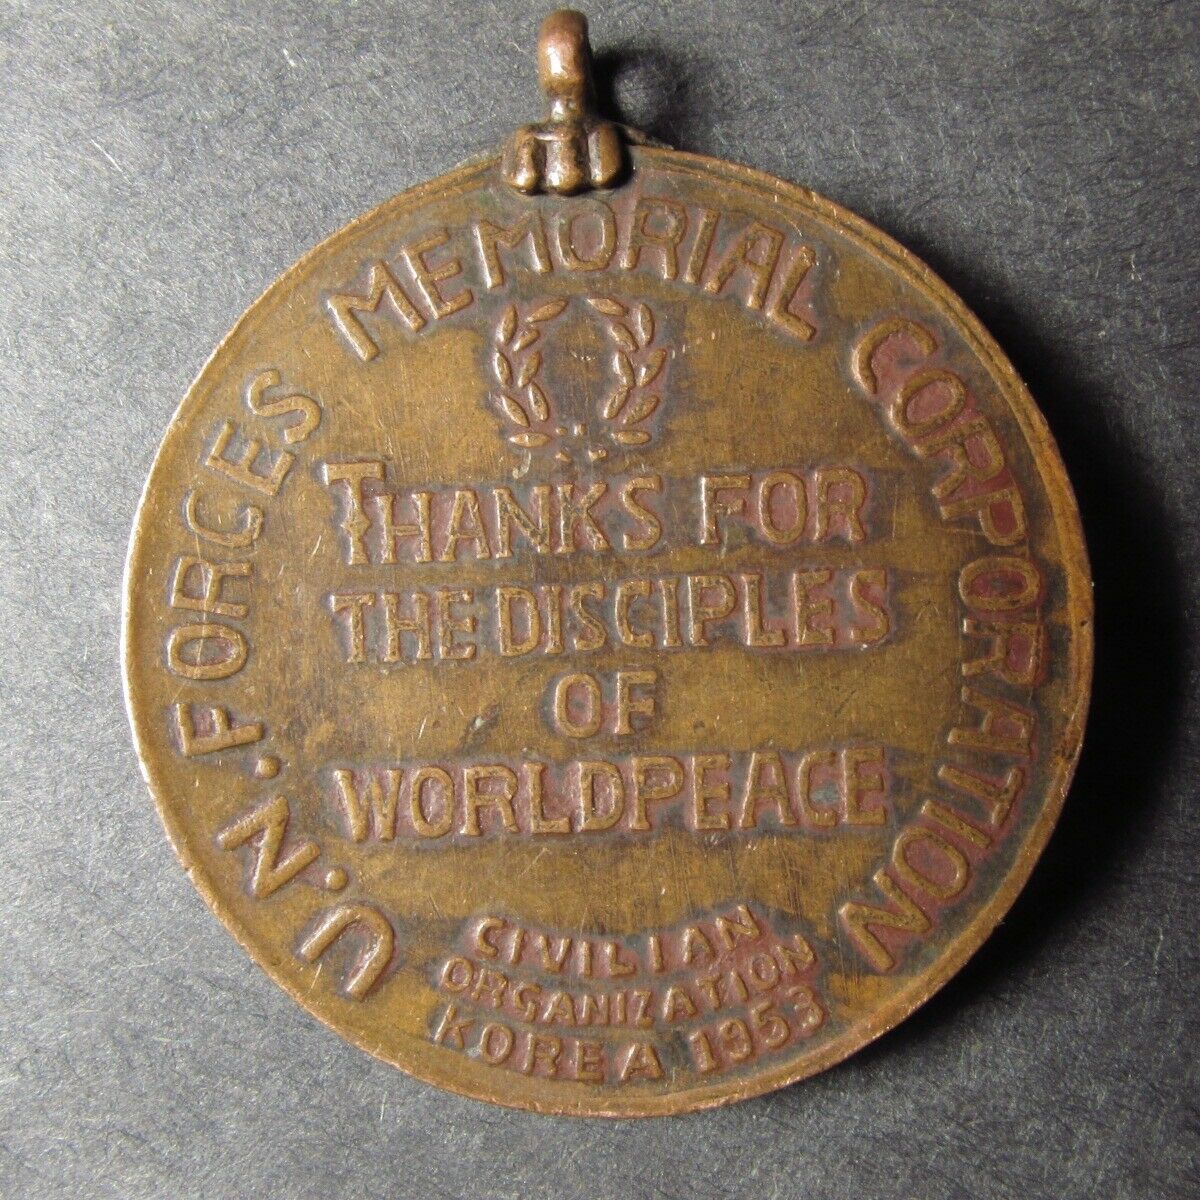 U.N. FORCES MEMORIAL CORPORATION
THANKS FOR
THE DISCIPLES
OF
WORLDPEACE
CIVILIAN
ORGANIZATION
KOREA 1953